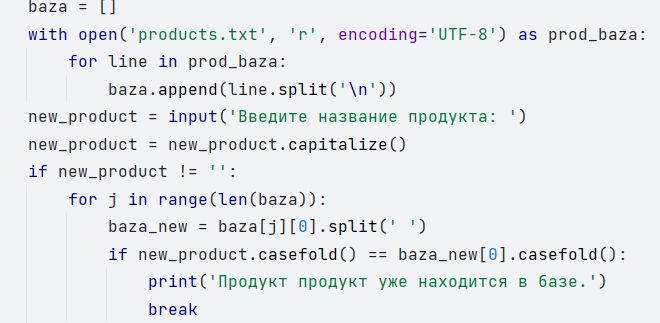 baza = []
with open('products.txt', 'r', encoding='UTF-8') as prod_baza:
    for line in prod_baza:
        baza.append(line.split('\n'))
new_product = input('Введите название продукта: ')
new_product = new_product.capitalize()
if new_product != '':
    for j in range(len(baza)):
        baza_new = baza[j][0].split(' ')
        if new_product.casefold() == baza_new[0].casefold():
            print('Продукт продукт уже находится в базе.')
            break